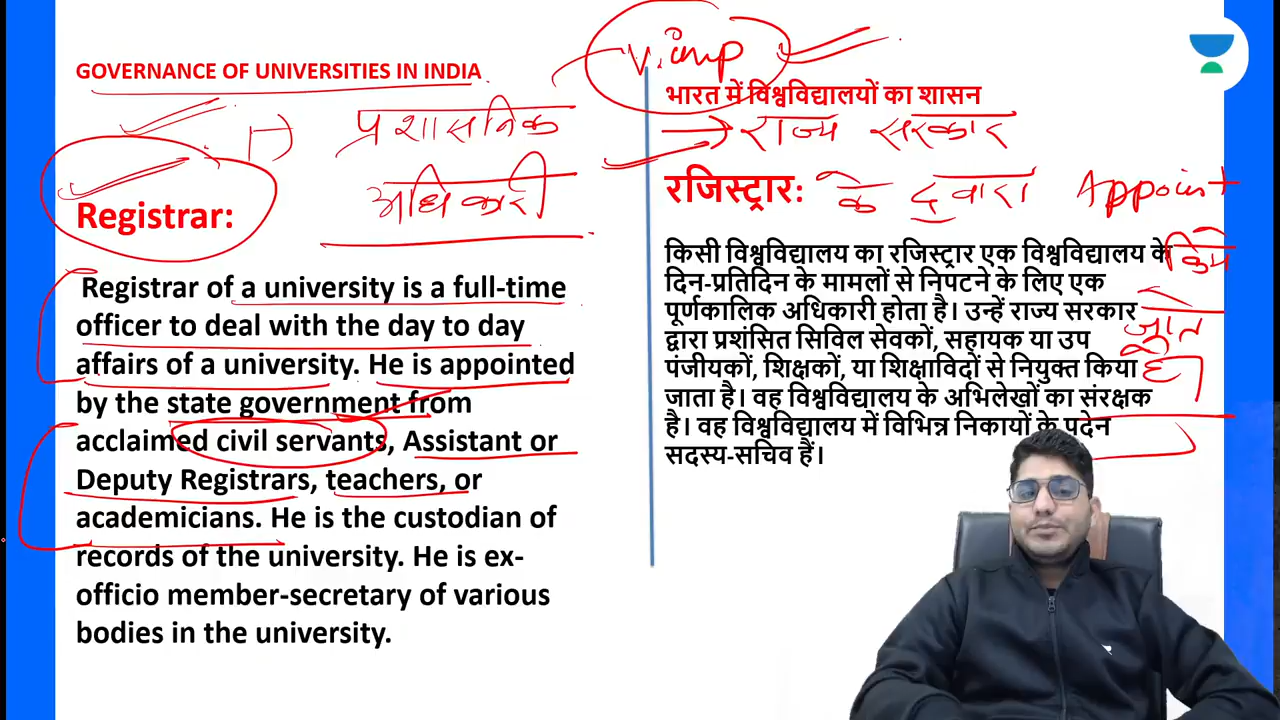 GOVERNANCE OF UNIVERSITIES IN INDIA
V. imp
भारत में विश्वविद्यालयों का शासन
1-) प्रशासनिक
अधिकारी
→ राज्य सरकार
Registrar:
रजिस्ट्रार:
के द्वारा Appoint
किय
जाते
है।
Registrar of a university is a full-time
officer to deal with the day to day
affairs of a university. He is appointed
by the state government from
acclaimed civil servants, Assistant or
Deputy Registrars, teachers, or
academicians. He is the custodian of
records of the university. He is ex-
officio member-secretary of various
bodies in the university.
किसी विश्वविद्यालय का रजिस्ट्रार एक विश्वविद्यालय के
दिन-प्रतिदिन के मामलों से निपटने के लिए एक
पूर्णकालिक अधिकारी होता है। उन्हें राज्य सरकार
द्वारा प्रशंसित सिविल सेवकों, सहायक या उप
पंजीयकों, शिक्षकों, या शिक्षाविदों से नियुक्त किया
जाता है। वह विश्वविद्यालय के अभिलेखों का संरक्षक
है। वह विश्वविद्यालय में विभिन्न निकायों के पदेन
सदस्य-सचिव हैं।